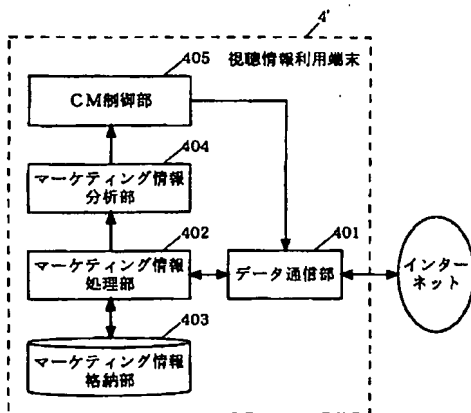 4'
視聴情報利用端末
405
CM制御部
404
マーケティング情報
分析部
402
マーケティング情報
処理部
401
データ通信部
インター
ネット
403
マーケティング情報
格納部